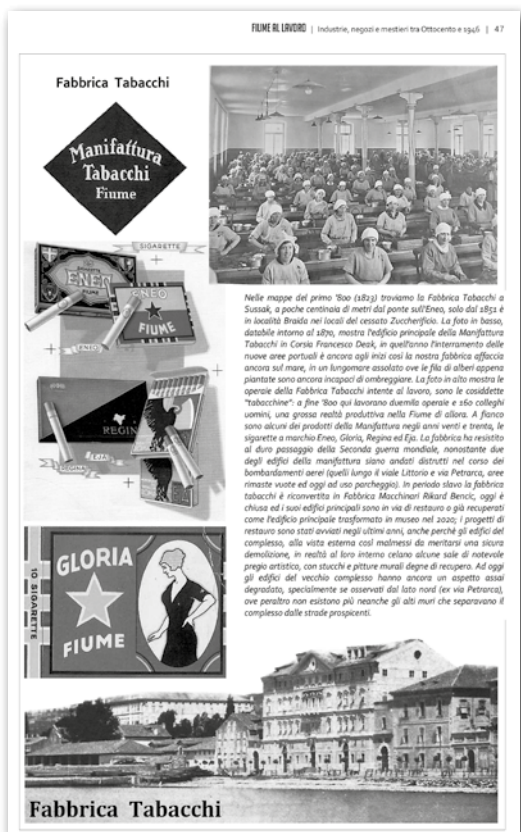 FIUME AL LAVORO | Industrie, negozi e mestieri tra Ottocento e 1946 | 47
Fabbrica Tabacchi
Manifattura
Tabacchi
Fiume
SIGARETTE
ENEO
FIUME
ENEO
FIUME
ENEO
REGIN
EJA
REGINA
10 SIGARETTE
GLORIA
FIUME
Nelle mappe del primo '800 (1823) troviamo la Fabbrica Tabacchi a
Sussak, a poche centinaia di metri dal ponte sull'Eneo, solo dal 1851 è
in località Braida nei locali del cessato Zuccherificio. La foto in basso,
databile intorno al 1870, mostra l'edificio principale della Manifattura
Tabacchi in Corsia Francesco Deak, in quell'anno l'interramento delle
nuove aree portuali è ancora agli inizi così la nostra fabbrica affaccia
ancora sul mare, in un lungomare assolato ove le fila di alberi appena
piantate sono ancora incapaci di ombreggiare. La foto in alto mostra le
operaie della Fabbrica Tabacchi intente al lavoro, sono le cosiddette
"tabacchine": a fine '800 qui lavorano duemila operaie e 160 colleghi
uomini, una grossa realtà produttiva nella Fiume di allora. A fianco
sono alcuni dei prodotti della Manifattura negli anni venti e trenta, le
sigarette a marchio Eneo, Gloria, Regina ed Eja. La fabbrica ha resistito
al duro passaggio della Seconda guerra mondiale, nonostante due
degli edifici della manifattura siano andati distrutti nel corso dei
bombardamenti aerei (quelli lungo il viale Littorio e via Petrarca, aree
rimaste vuote ed oggi ad uso parcheggio). In periodo slavo la fabbrica
tabacchi è riconvertita in Fabbrica Macchinari Rikard Bencic, oggi è
chiusa ed i suoi edifici principali sono in via di restauro o già recuperati
come l'edificio principale trasformato in museo nel 2020; i progetti di
restauro sono stati avviati negli ultimi anni, anche perché gli edifici del
complesso, alla vista esterna così malmessi da meritarsi una sicura
demolizione, in realtà al loro interno celano alcune sale di notevole
pregio artistico, con stucchi e pitture murali degne di recupero. Ad oggi
gli edifici del vecchio complesso hanno ancora un aspetto assai
degradato, specialmente se osservati dal lato nord (ex via Petrarca),
ove peraltro non esistono più neanche gli alti muri che separavano il
complesso dalle strade prospicenti.
Fabbrica Tabacchi